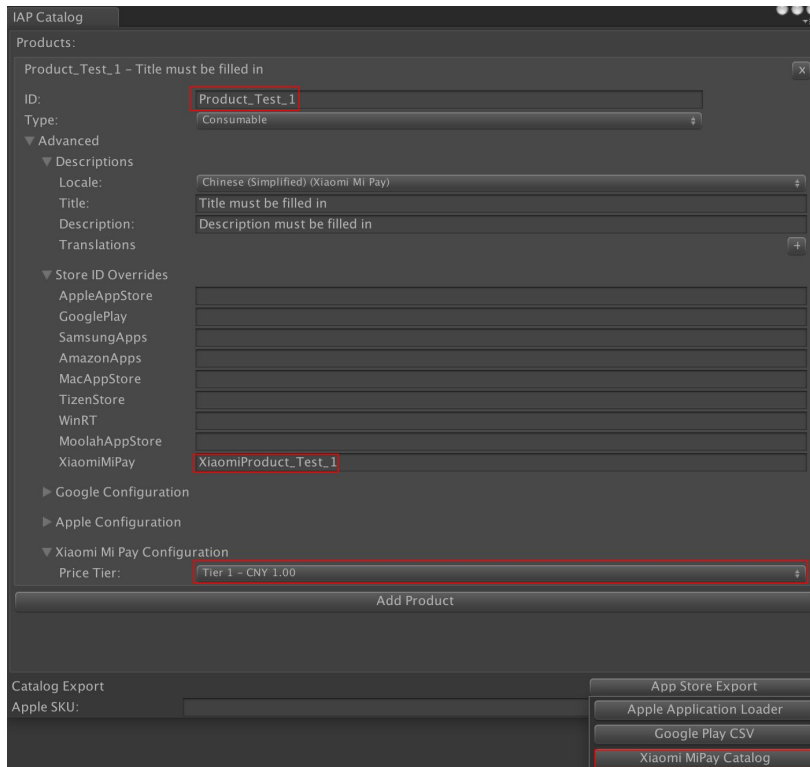 IAP Catalog
Products:
Product_Test_1 – Title must be filled in
x
ID: Product_Test_1
Type: Consumable
Advanced
Descriptions
Locale: Chinese (Simplified) (Xiaomi Mi Pay)
Title: Title must be filled in
Description: Description must be filled in
Translations +
Store ID Overrides
AppleAppStore
GooglePlay
SamsungApps
AmazonApps
MacAppStore
TizenStore
WinRT
MoolahAppStore
XiaomiMiPay XiaomiProduct_Test_1
Google Configuration
Apple Configuration
Xiaomi Mi Pay Configuration
Price Tier: Tier 1 – CNY 1.00
Add Product
Catalog Export App Store Export
Apple SKU: Apple Application Loader
Google Play CSV
Xiaomi MiPay Catalog